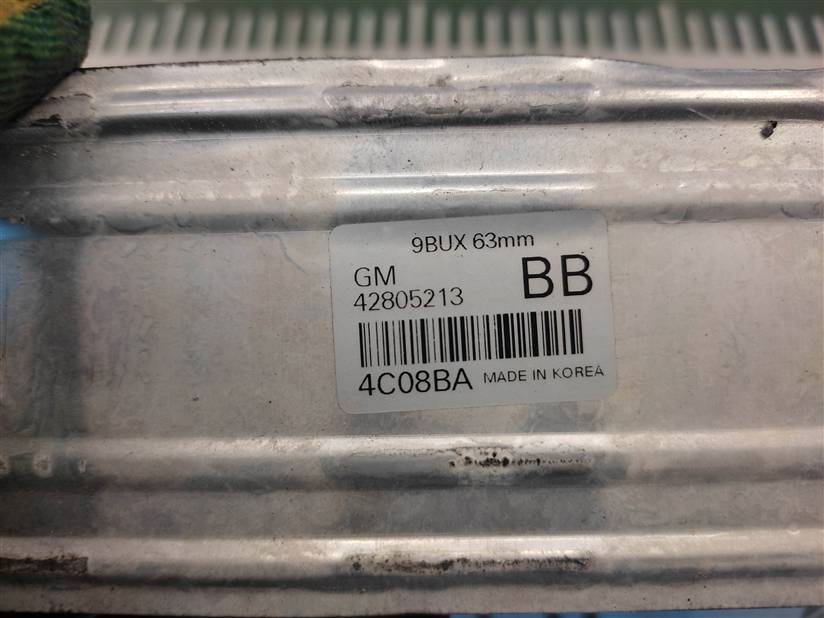 9BUX 63mm
GM
BB
42805213
4C08BA MADE IN KOREA